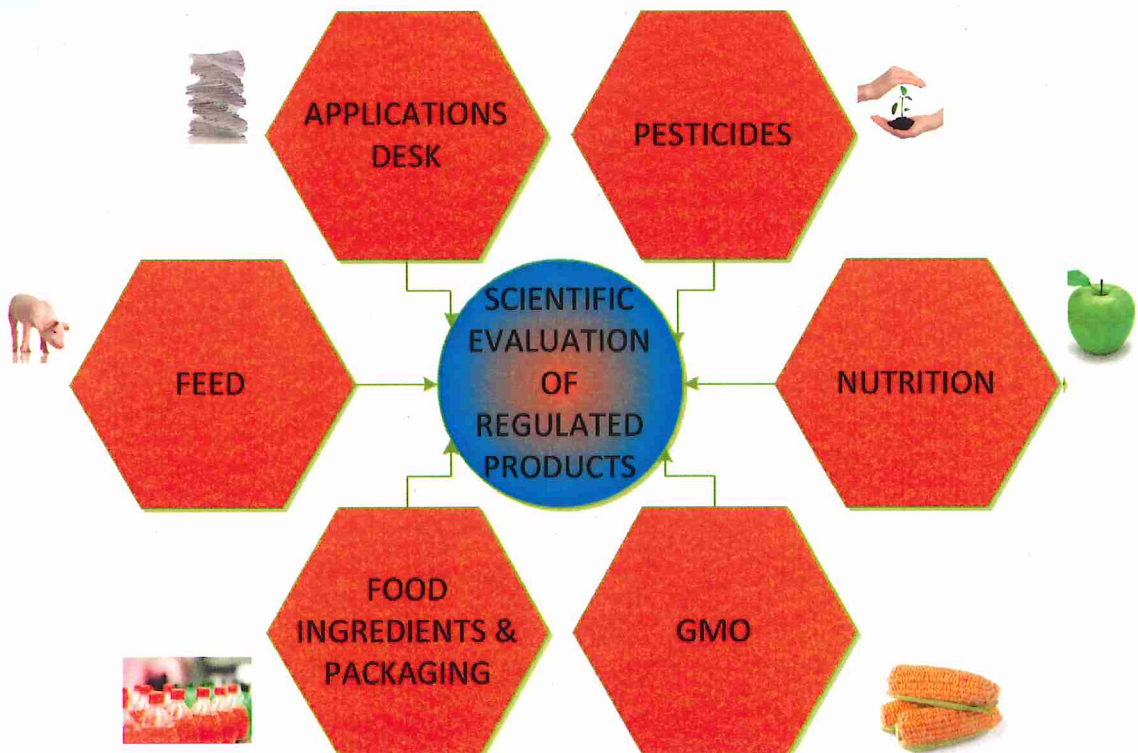 APPLICATIONS
DESK
PESTICIDES
SCIENTIFIC
EVALUATION
OF
REGULATED
PRODUCTS
FEED
NUTRITION
FOOD
INGREDIENTS &
PACKAGING
GMO